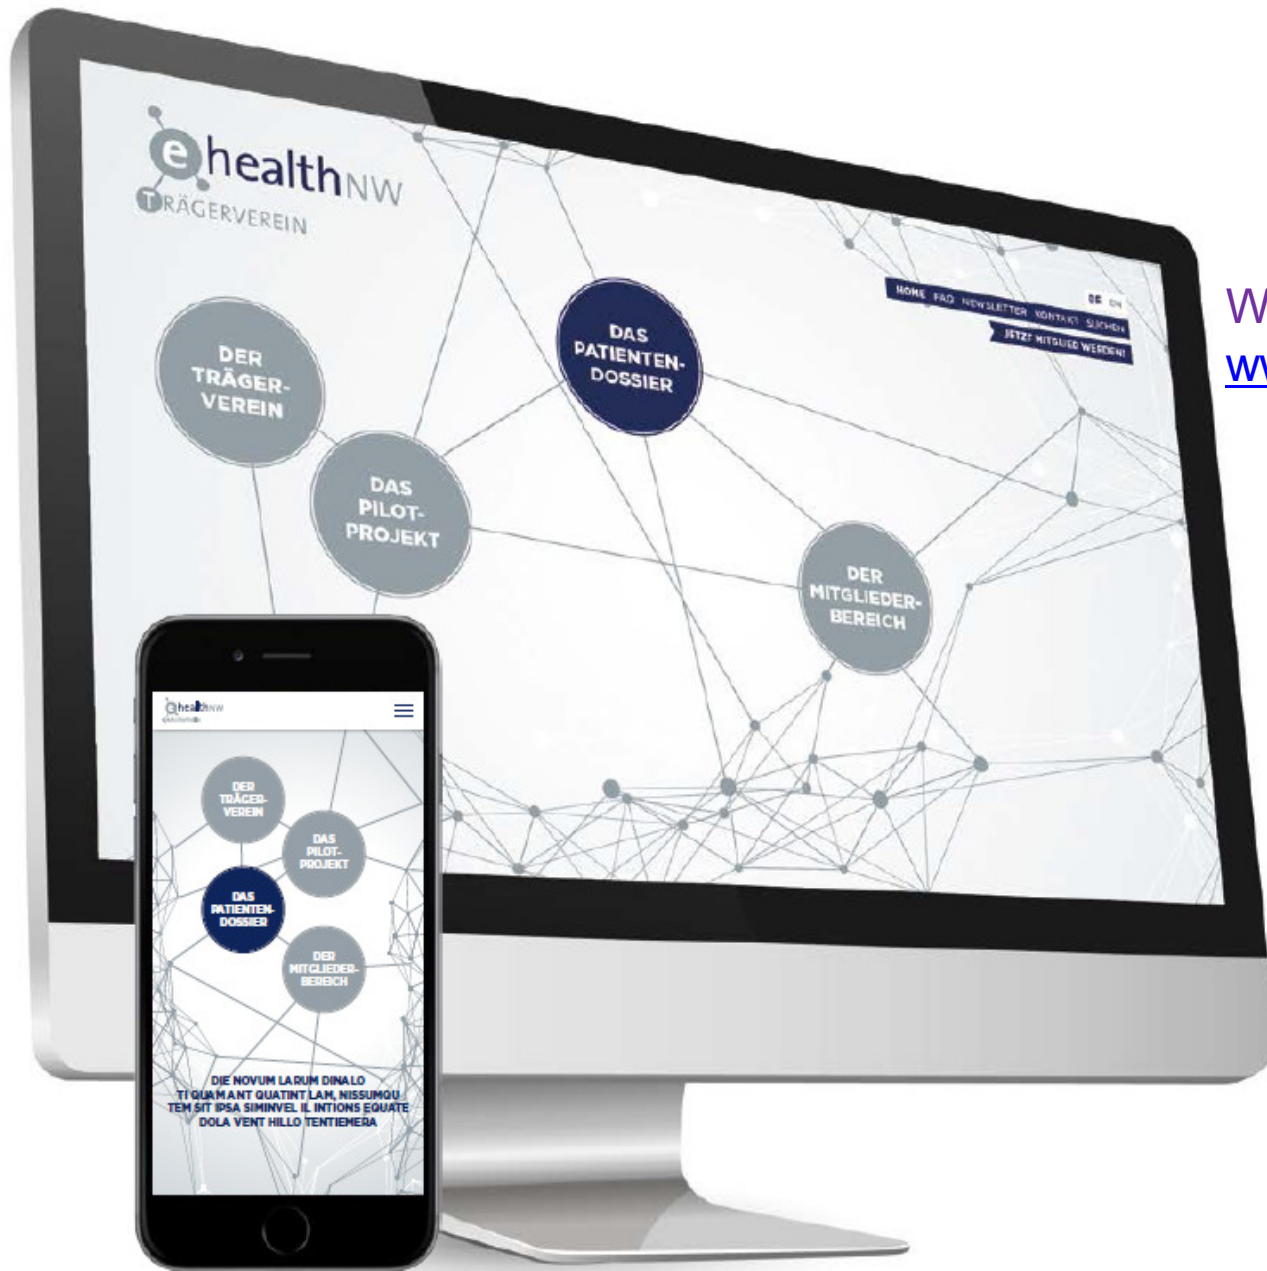 ehealthNW
TRÄGERVEREIN
DE EN
HOME FAQ NEWSLETTER KONTAKT SUCHEN
JETZT MITGLIED WERDEN!
DER
TRÄGER-
VEREIN
DAS
PATIENTEN-
DOSSIER
DAS
PILOT-
PROJEKT
DER
MITGLIEDER-
BEREICH
ehealthNW
DER
TRÄGER-
VEREIN
DAS
PILOT-
PROJEKT
DAS
PATIENTEN-
DOSSIER
DER
MITGLIEDER-
BEREICH
DIE NOVUM LARUM DINALO
TI QUAM ANT QUATINT LAM, NISSUMQU
TEM SIT IPSA SIMINVEL IL INTIONS EQUATE
DOLA VENT HILLO TENTIEMERA